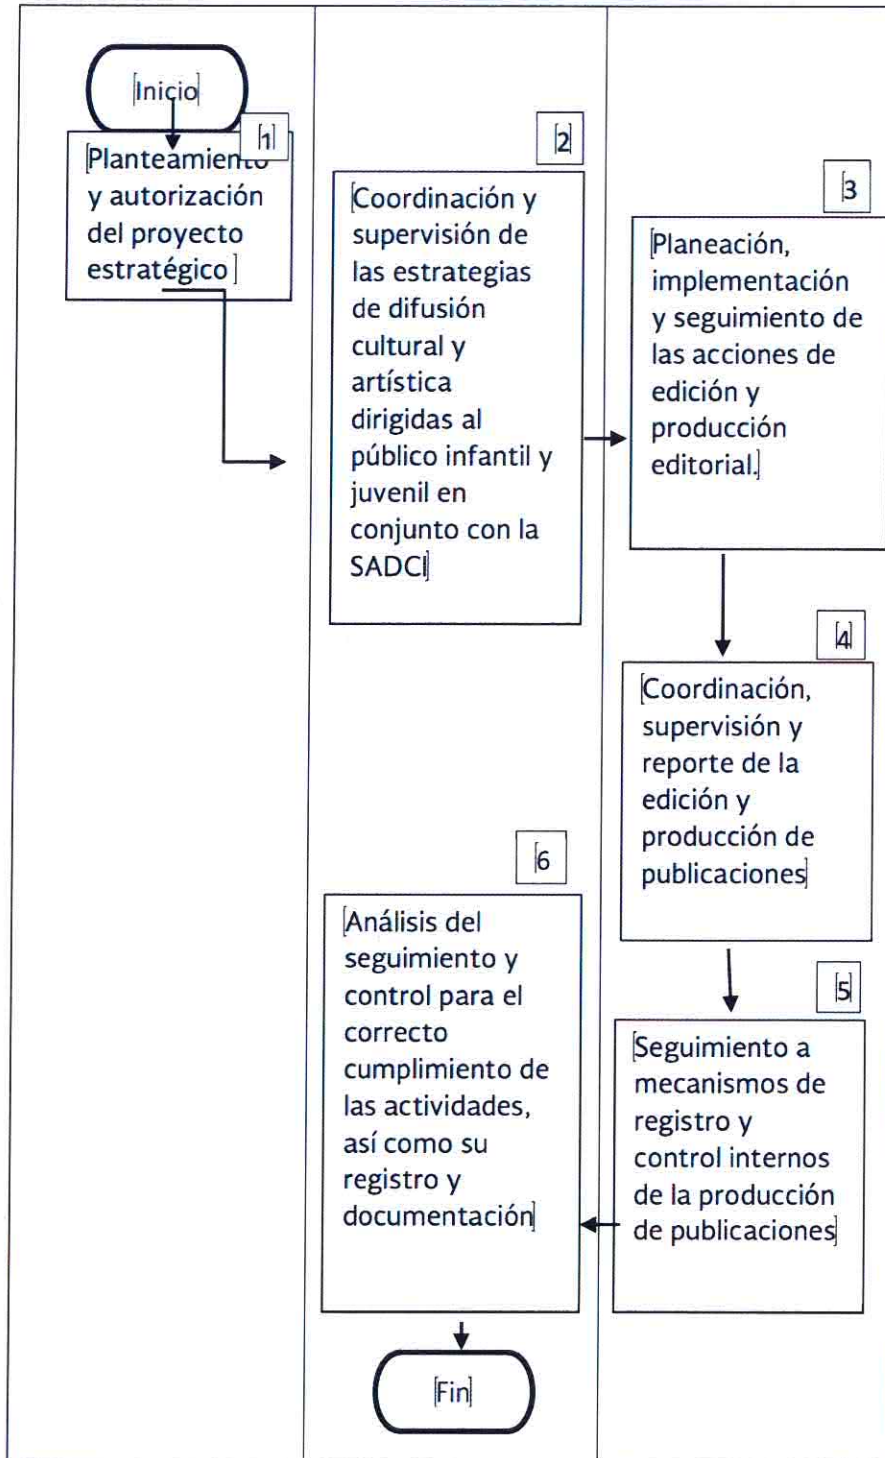 Inicio
1
Planteamiento
y autorización
del proyecto
estratégico
2
Coordinación y
supervisión de
las estrategias
de difusión
cultural y
artística
dirigidas al
público infantil y
juvenil en
conjunto con la
SADCI
3
Planeación,
implementación
y seguimiento de
las acciones de
edición y
producción
editorial.
4
Coordinación,
supervisión y
reporte de la
edición y
producción de
publicaciones
5
Seguimiento a
mecanismos de
registro y
control internos
de la producción
de publicaciones
6
Análisis del
seguimiento y
control para el
correcto
cumplimiento de
las actividades,
así como su
registro y
documentación
Fin